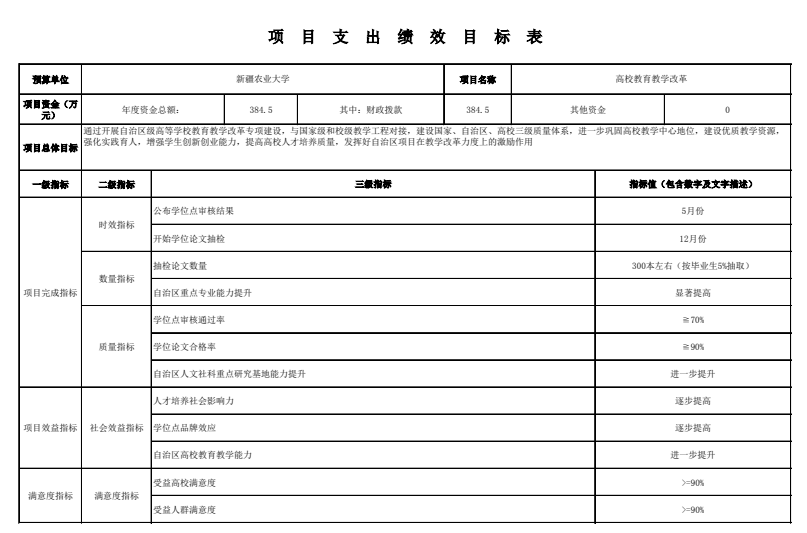 项目支出绩效目标表
预算单位 新疆农业大学 项目名称 高校教育教学改革
项目资金（万元） 年度资金总额： 384.5 其中：财政拨款 384.5 其他资金 0
项目总体目标 通过开展自治区级高等学校教育教学改革专项建设，与国家级和校级教学工程对接，建设国家、自治区、高校三级质量体系，进一步巩固高校教学中心地位，建设优质教学资源，
强化实践育人，增强学生创新创业能力，提高高校人才培养质量，发挥好自治区项目在教学改革力度上的激励作用
一级指标 二级指标 三级指标 指标值（包含数字及文字描述）
项目完成指标 时效指标 公布学位点审核结果 5月份
开始学位论文抽检 12月份
数量指标 抽检论文数量 300本左右（按毕业生5%抽取）
自治区重点专业能力提升 显著提高
质量指标 学位点审核通过率 ≧70%
学位论文合格率 ≧90%
自治区人文社科重点研究基地能力提升 进一步提升
项目效益指标 社会效益指标 人才培养社会影响力 逐步提高
学位点品牌效应 逐步提高
自治区高校教育教学能力 进一步提升
满意度指标 满意度指标 受益高校满意度 >=90%
受益人群满意度 >=90%